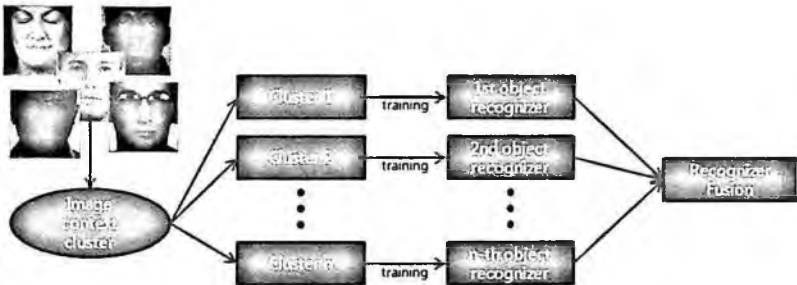 Cluster 1
training
1st object
recognizer
Cluster 2
training
2nd object
recognizer
Recognizer
Fusion
Image
context
cluster
Cluster n
training
n-th object
recognizer